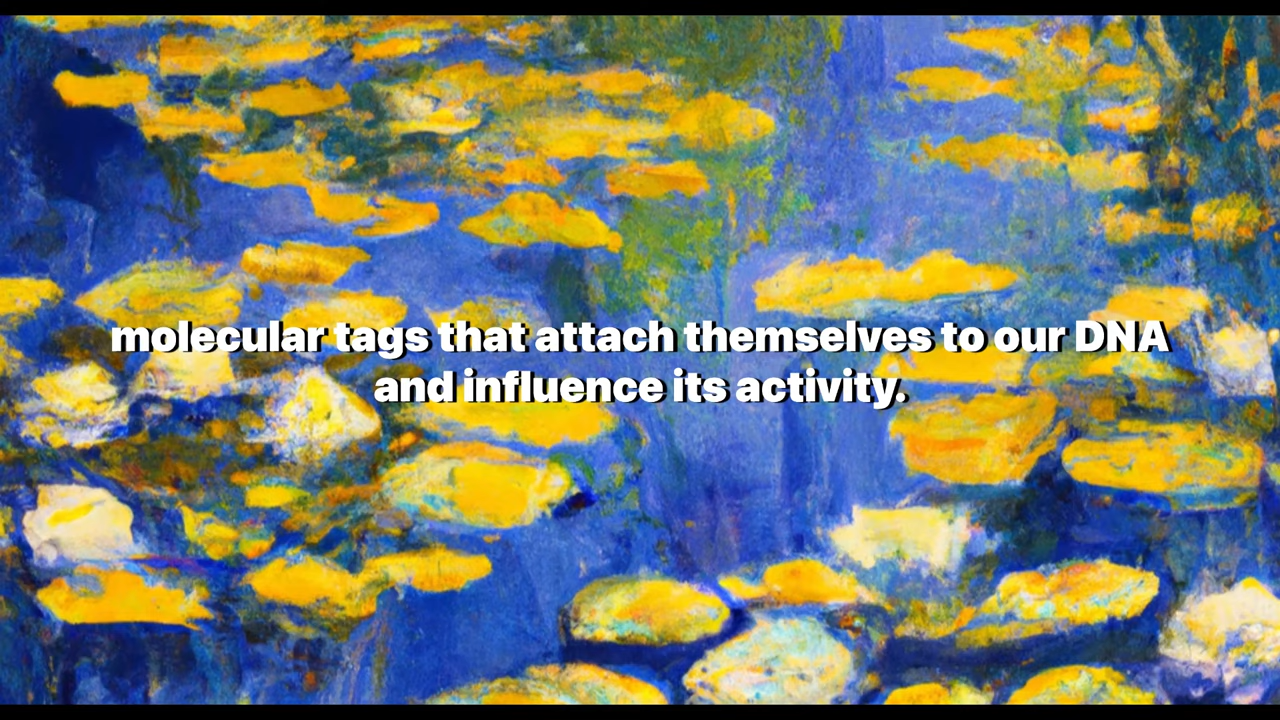 molecular tags that attach themselves to our DNA
and influence its activity.